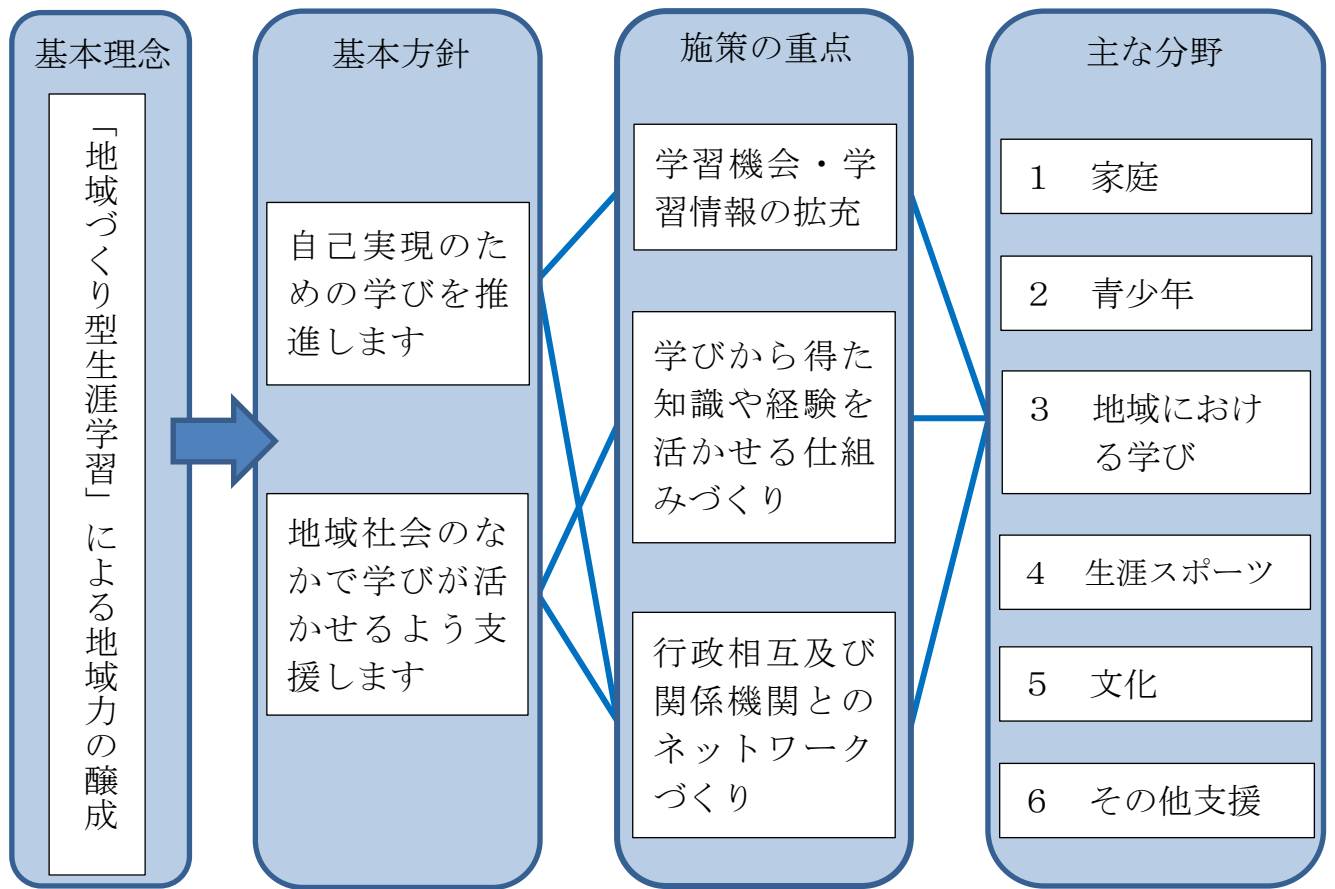 基本理念
「地域づくり型生涯学習」による地域力の醸成
基本方針
自己実現のた
めの学びを推
進します
地域社会のな
かで学びが活
かせるよう支
援します
施策の重点
学習機会・学
習情報の拡充
学びから得た
知識や経験を
活かせる仕組
みづくり
行政相互及び
関係機関との
ネットワーク
づくり
主な分野
１　家庭
２　青少年
３　地域におけ
る学び
４　生涯スポーツ
５　文化
６　その他支援